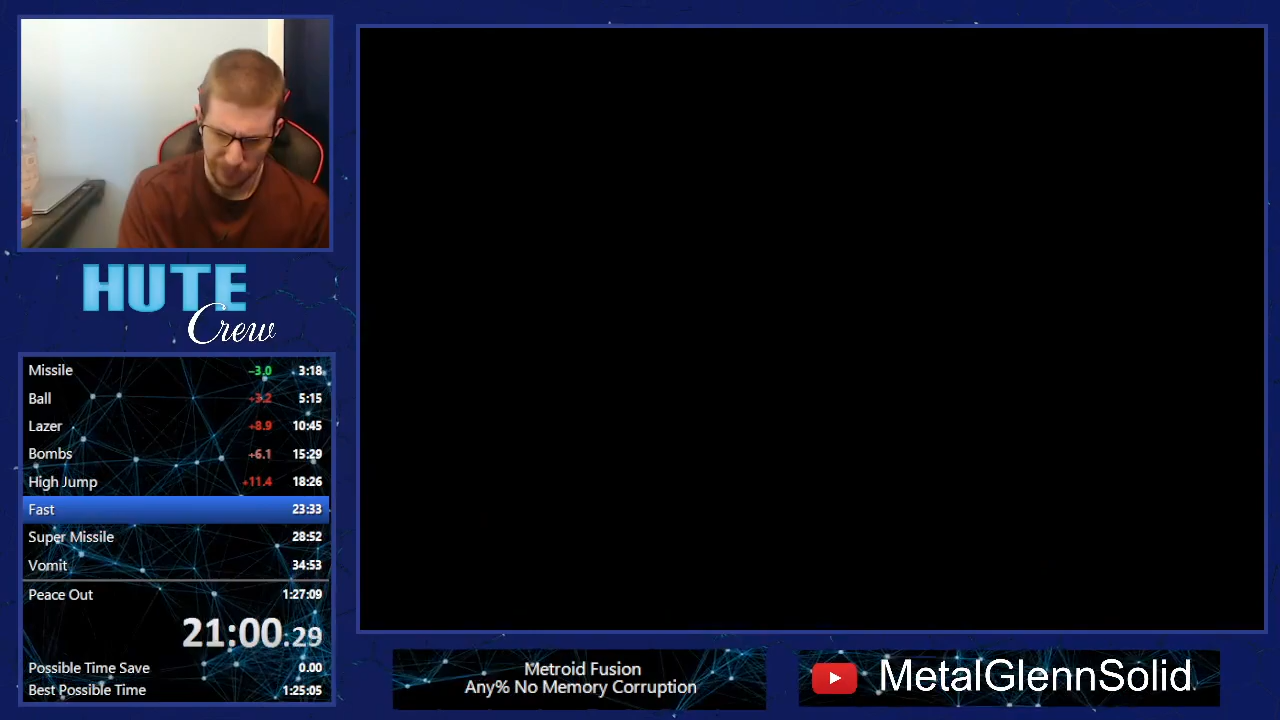 HUTE
Crew
Missile -3.0 3:18
Ball +3.2 5:15
Lazer +8.9 10:45
Bombs +6.1 15:29
High Jump +11.4 18:26
Fast 23:33
Super Missile 28:52
Vomit 34:53
Peace Out 1:27:09
21:00.29
Possible Time Save 0.00
Best Possible Time 1:25:05
Metroid Fusion
Any% No Memory Corruption
MetalGlennSolid